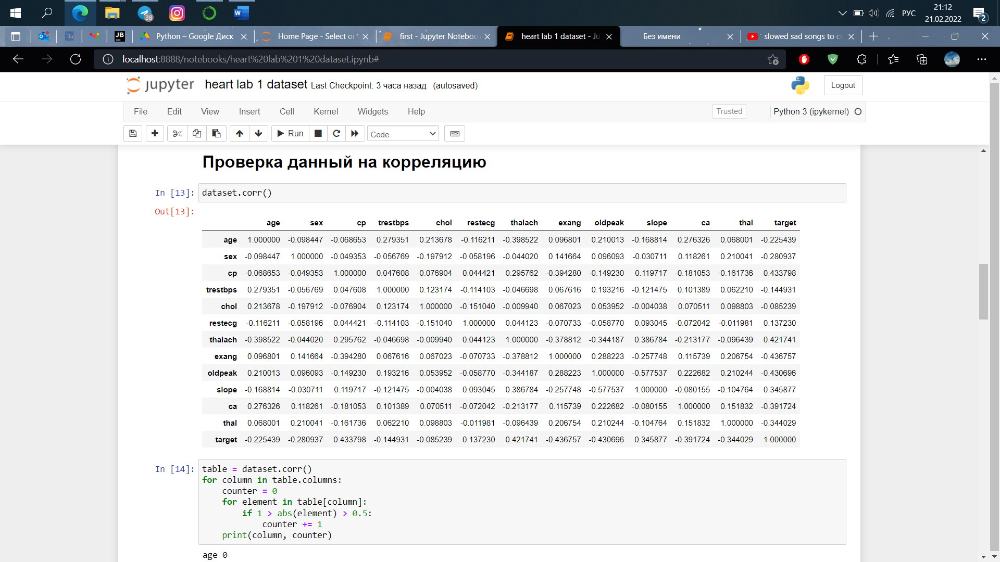 38
W
РУС
21:12
21.02.2022
2
JB
Python – Google Диск
Home Page - Select or
first - Jupyter Noteboo
heart lab 1 dataset - Ju
Без имени
slowed sad songs to cr
localhost:8888/notebooks/heart%20lab%201%20dataset.ipynb#
jupyter heart lab 1 dataset Last Checkpoint: 3 часа назад (autosaved)
Logout
File Edit View Insert Cell Kernel Widgets Help
Trusted
Python 3 (ipykernel)
Run
Code
Проверка данный на корреляцию
In [13]: dataset.corr()
Out[13]:
age sex cp trestbps chol restecg thalach exang oldpeak slope ca thal target
age 1.000000 -0.098447 -0.068653 0.279351 0.213678 -0.116211 -0.398522 0.096801 0.210013 -0.168814 0.276326 0.068001 -0.225439
sex -0.098447 1.000000 -0.049353 -0.056769 -0.197912 -0.058196 -0.044020 0.141664 0.096093 -0.030711 0.118261 0.210041 -0.280937
cp -0.068653 -0.049353 1.000000 0.047608 -0.076904 0.044421 0.295762 -0.394280 -0.149230 0.119717 -0.181053 -0.161736 0.433798
trestbps 0.279351 -0.056769 0.047608 1.000000 0.123174 -0.114103 -0.046698 0.067616 0.193216 -0.121475 0.101389 0.062210 -0.144931
chol 0.213678 -0.197912 -0.076904 0.123174 1.000000 -0.151040 -0.009940 0.067023 0.053952 -0.004038 0.070511 0.098803 -0.085239
restecg -0.116211 -0.058196 0.044421 -0.114103 -0.151040 1.000000 0.044123 -0.070733 -0.058770 0.093045 -0.072042 -0.011981 0.137230
thalach -0.398522 -0.044020 0.295762 -0.046698 -0.009940 0.044123 1.000000 -0.378812 -0.344187 0.386784 -0.213177 -0.096439 0.421741
exang 0.096801 0.141664 -0.394280 0.067616 0.067023 -0.070733 -0.378812 1.000000 0.288223 -0.257748 0.115739 0.206754 -0.436757
oldpeak 0.210013 0.096093 -0.149230 0.193216 0.053952 -0.058770 -0.344187 0.288223 1.000000 -0.577537 0.222682 0.210244 -0.430696
slope -0.168814 -0.030711 0.119717 -0.121475 -0.004038 0.093045 0.386784 -0.257748 -0.577537 1.000000 -0.080155 -0.104764 0.345877
ca 0.276326 0.118261 -0.181053 0.101389 0.070511 -0.072042 -0.213177 0.115739 0.222682 -0.080155 1.000000 0.151832 -0.391724
thal 0.068001 0.210041 -0.161736 0.062210 0.098803 -0.011981 -0.096439 0.206754 0.210244 -0.104764 0.151832 1.000000 -0.344029
target -0.225439 -0.280937 0.433798 -0.144931 -0.085239 0.137230 0.421741 -0.436757 -0.430696 0.345877 -0.391724 -0.344029 1.000000
In [14]: table = dataset.corr()
for column in table.columns:
    counter = 0
    for element in table[column]:
        if 1 > abs(element) > 0.5:
            counter += 1
    print(column, counter)
age 0